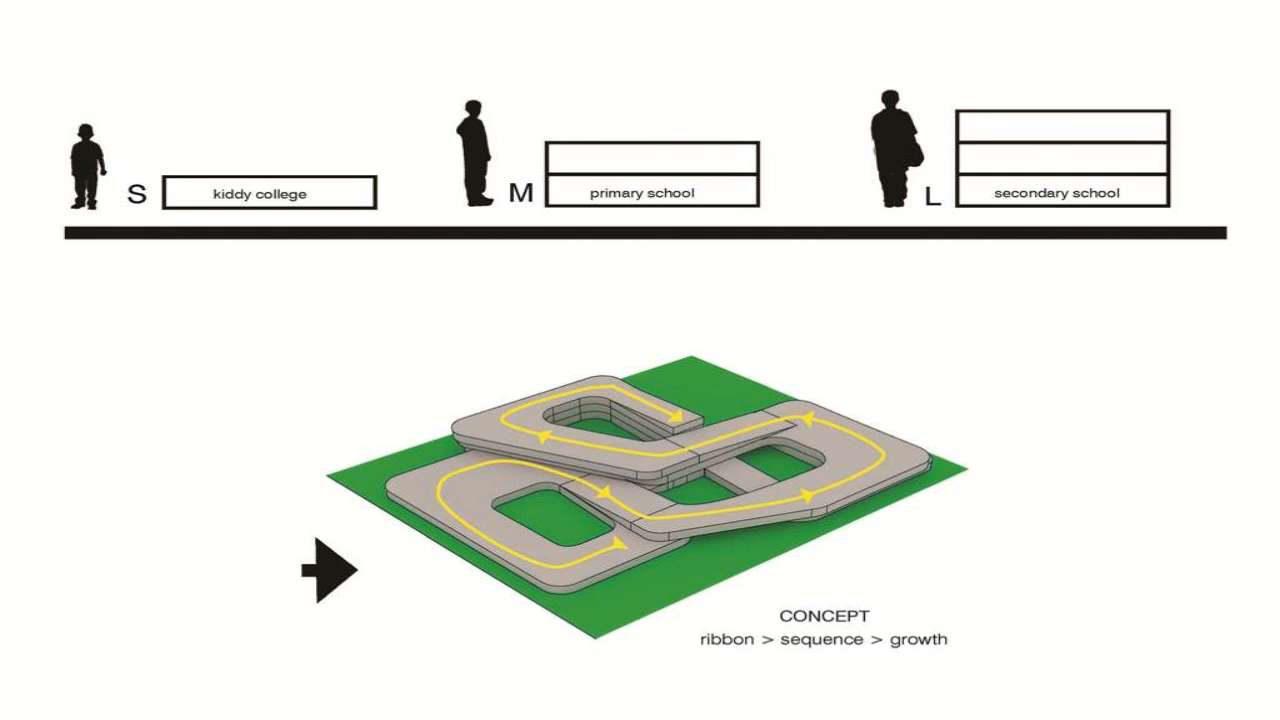 S
kiddy college
M
primary school
L
secondary school
CONCEPT
ribbon > sequence > growth